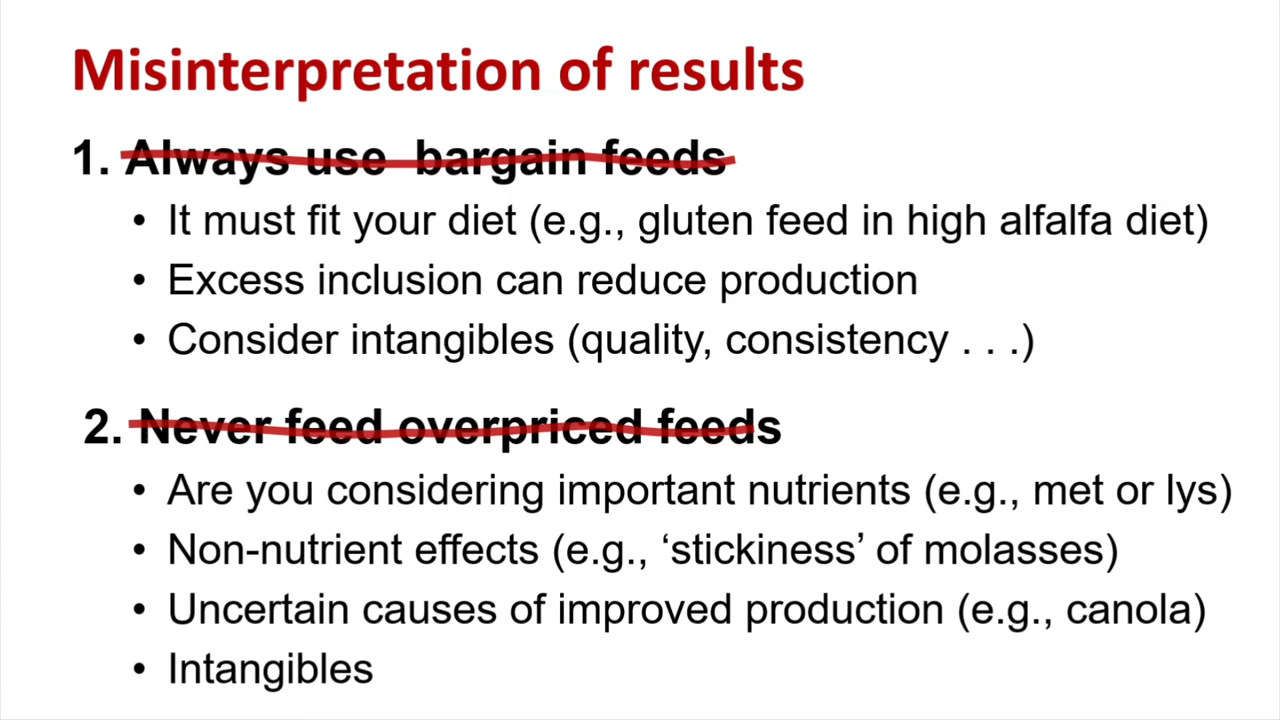 Misinterpretation of results
1. Always use bargain feeds
• It must fit your diet (e.g., gluten feed in high alfalfa diet)
• Excess inclusion can reduce production
• Consider intangibles (quality, consistency . . .)
2. Never feed overpriced feeds
• Are you considering important nutrients (e.g., met or lys)
• Non-nutrient effects (e.g., ‘stickiness’ of molasses)
• Uncertain causes of improved production (e.g., canola)
• Intangibles